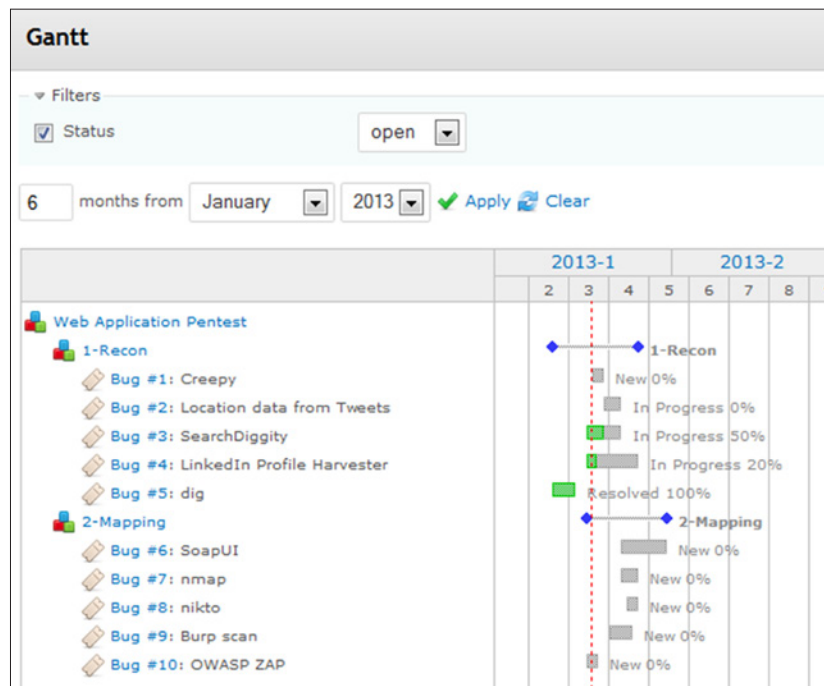 Gantt
Filters
Status open
6 months from January 2013 Apply Clear
2013-1 2013-2
2 3 4 5 6 7 8
Web Application Pentest
1-Recon 1-Recon
Bug #1: Creepy New 0%
Bug #2: Location data from Tweets In Progress 0%
Bug #3: SearchDiggity In Progress 50%
Bug #4: LinkedIn Profile Harvester In Progress 20%
Bug #5: dig Resolved 100%
2-Mapping 2-Mapping
Bug #6: SoapUI New 0%
Bug #7: nmap New 0%
Bug #8: nikto New 0%
Bug #9: Burp scan New 0%
Bug #10: OWASP ZAP New 0%